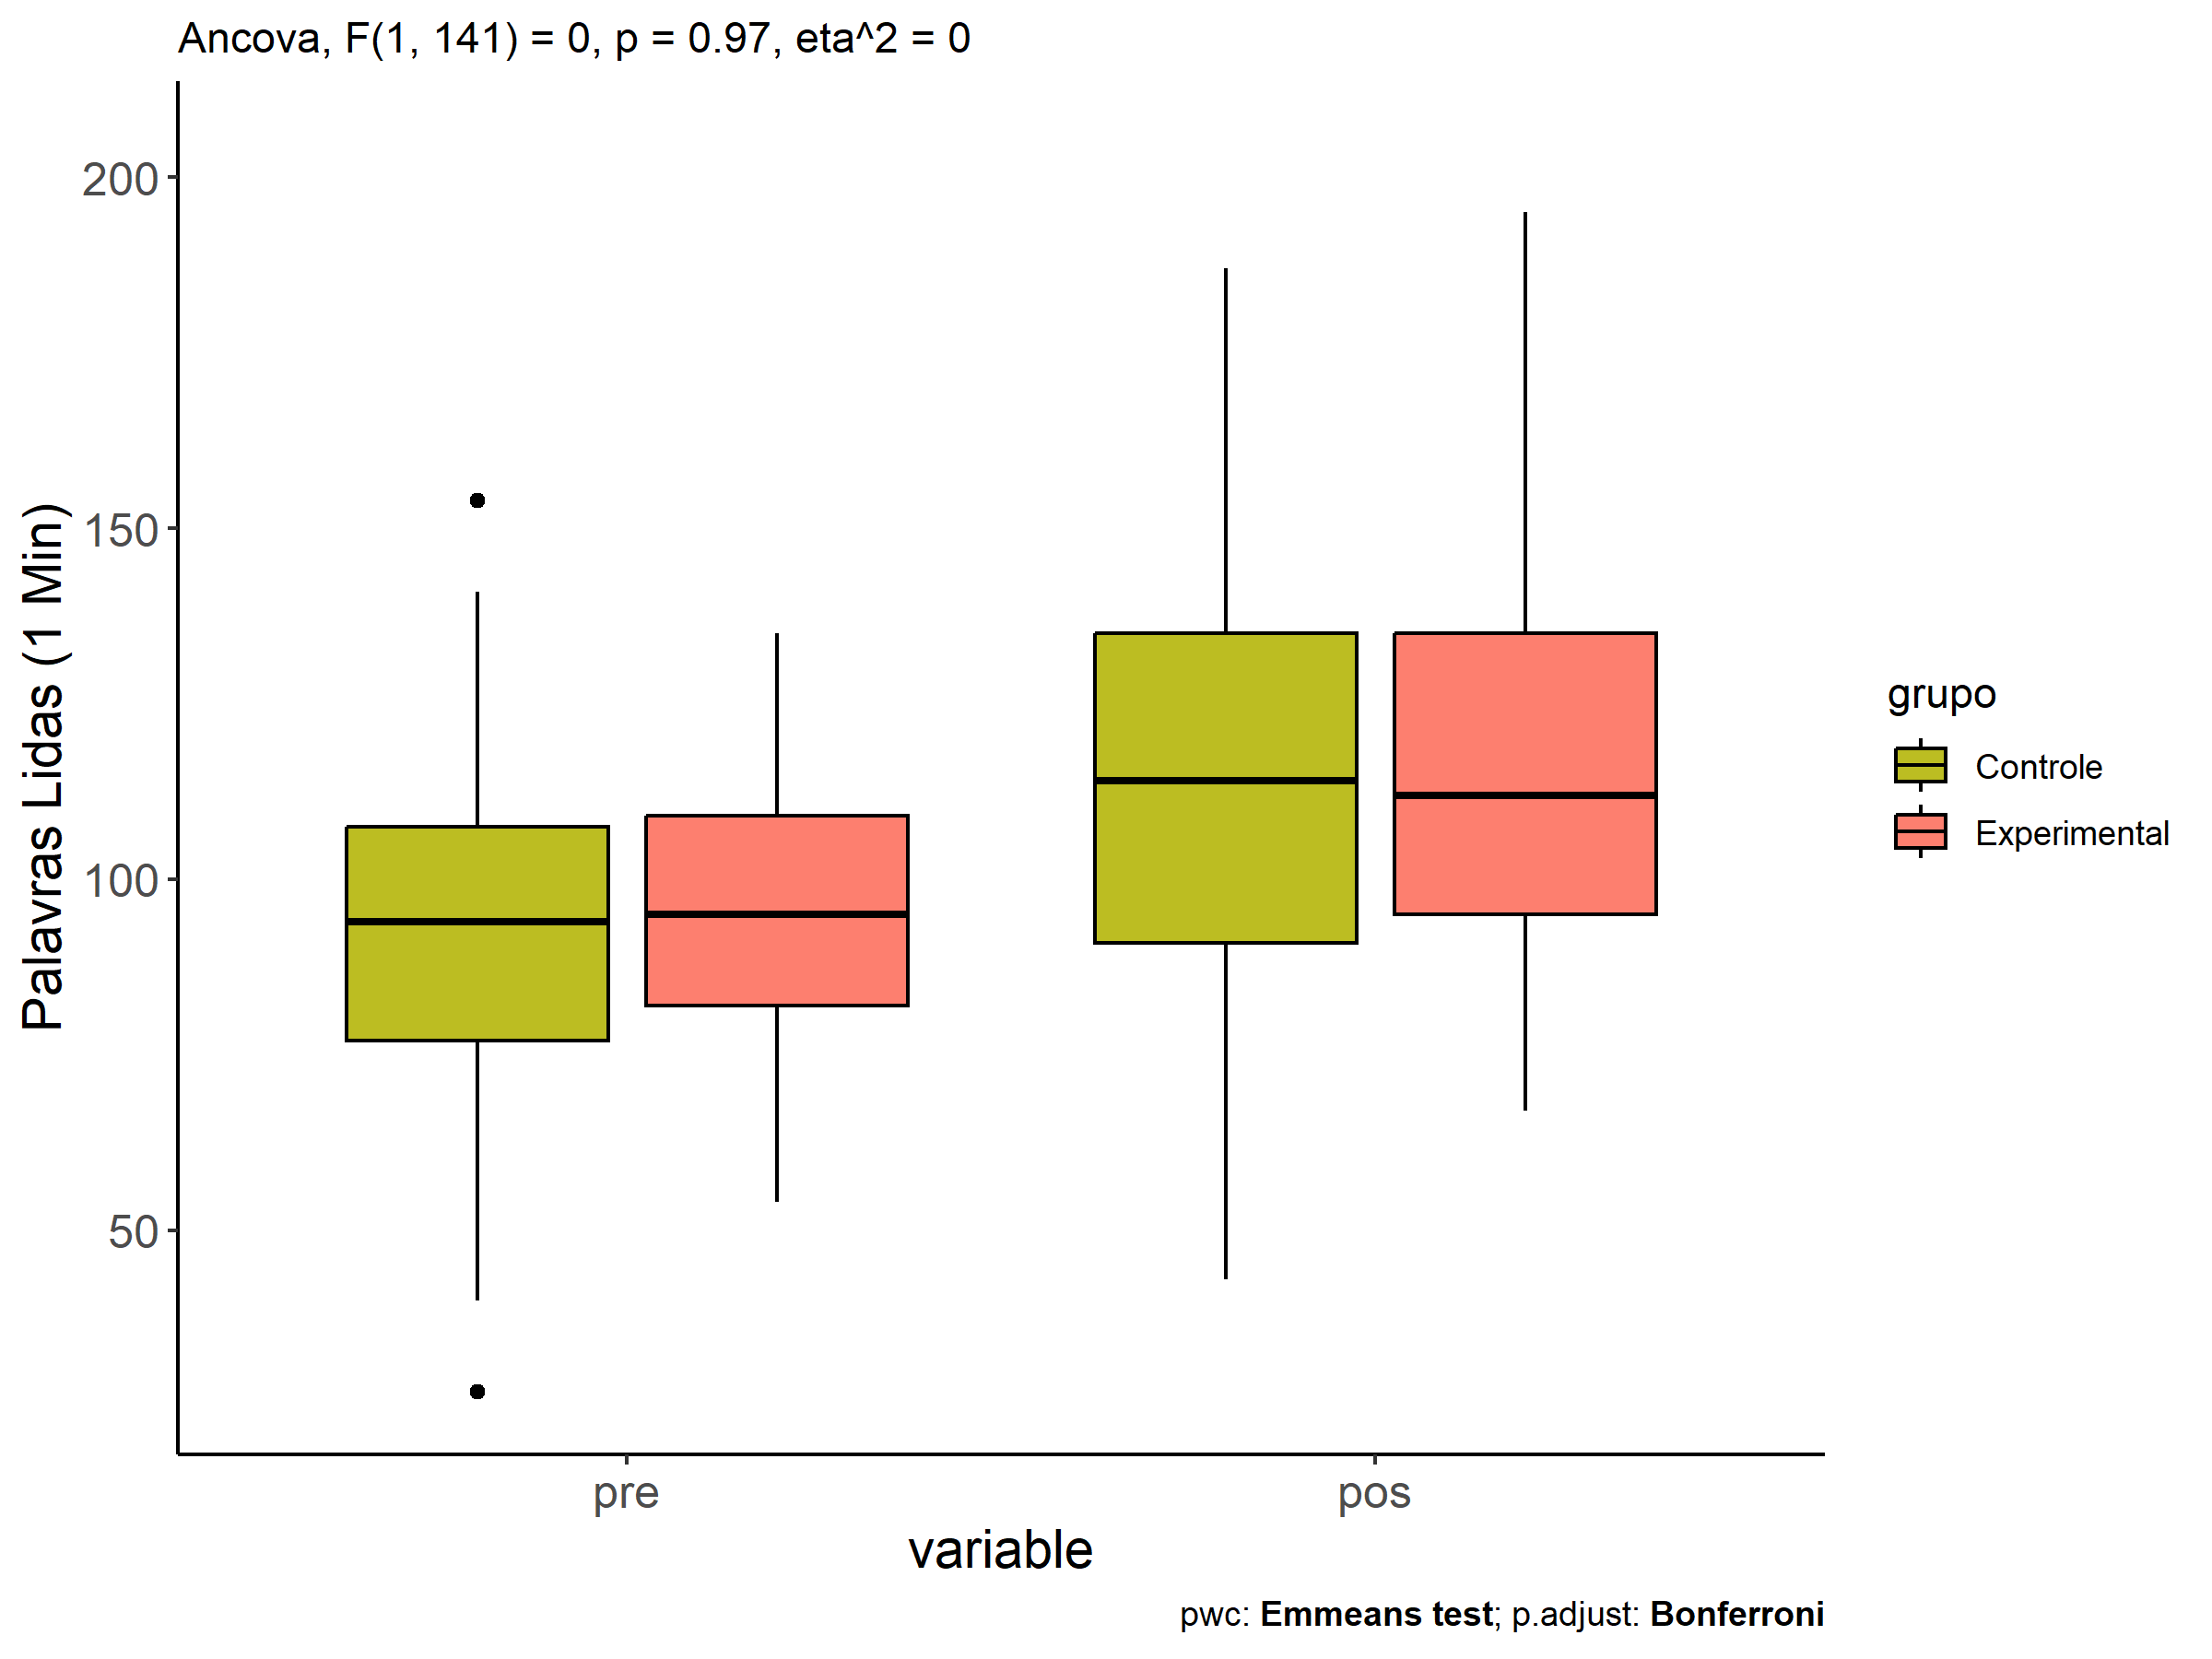 Ancova, F(1, 141) = 0, p = 0.97, eta^2 = 0
Palavras Lidas (1 Min)
200
150
100
50
pre
pos
variable
grupo
Controle
Experimental
pwc: Emmeans test; p.adjust: Bonferroni